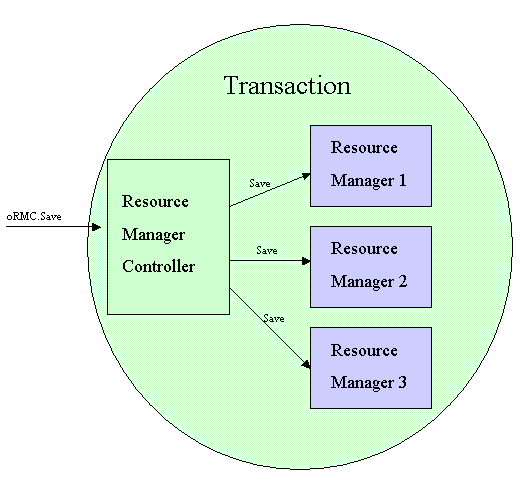 Transaction
oRMC.Save
Resource
Manager
Controller
Save
Save
Save
Resource
Manager 1
Resource
Manager 2
Resource
Manager 3